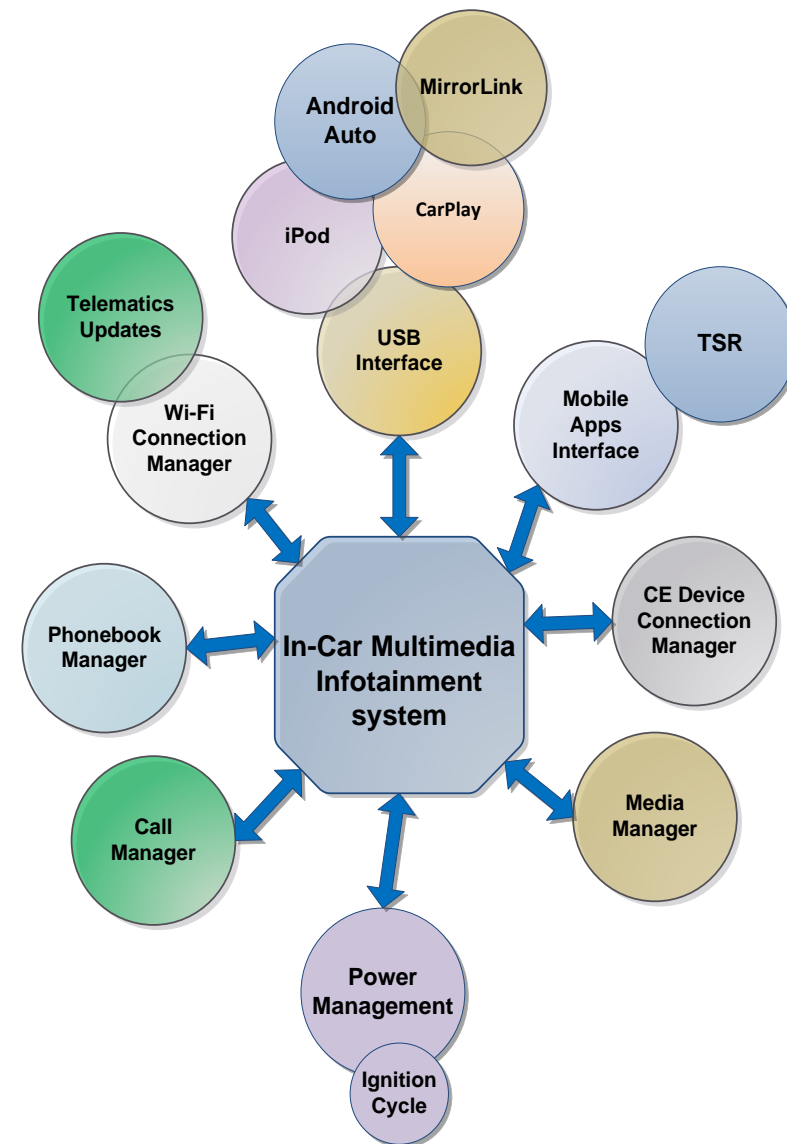 MirrorLink
Android
Auto
CarPlay
iPod
Telematics
Updates
USB
Interface
TSR
Wi-Fi
Connection
Manager
Mobile
Apps
Interface
CE Device
Connection
Manager
Phonebook
Manager
In-Car Multimedia
Infotainment
system
Media
Manager
Call
Manager
Power
Management
Ignition
Cycle